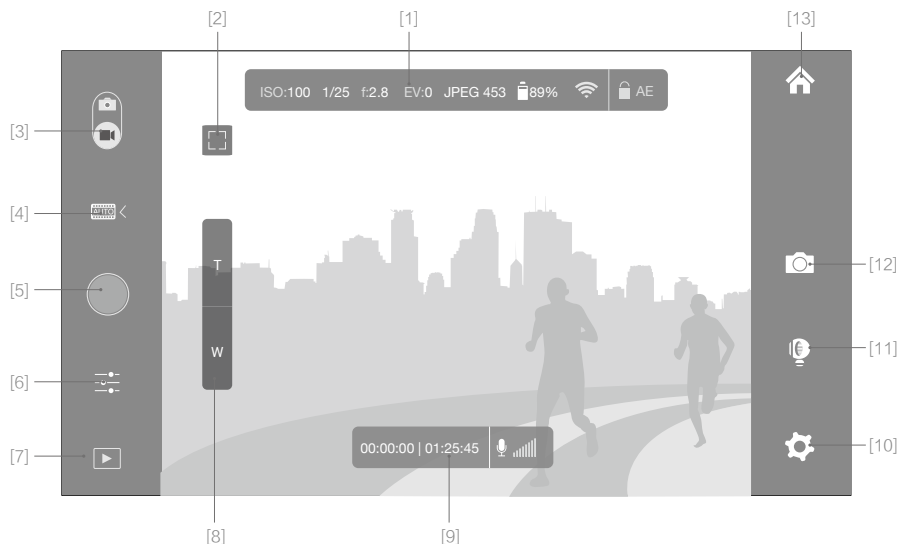 [2]
[1]
[13]
ISO:100 1/25 f:2.8 EV:0 JPEG 453 89% AE
[3]
[4]
AUTO
T
[5]
[12]
W
[11]
[6]
00:00:00 | 01:25:45
[7]
[10]
[8]
[9]